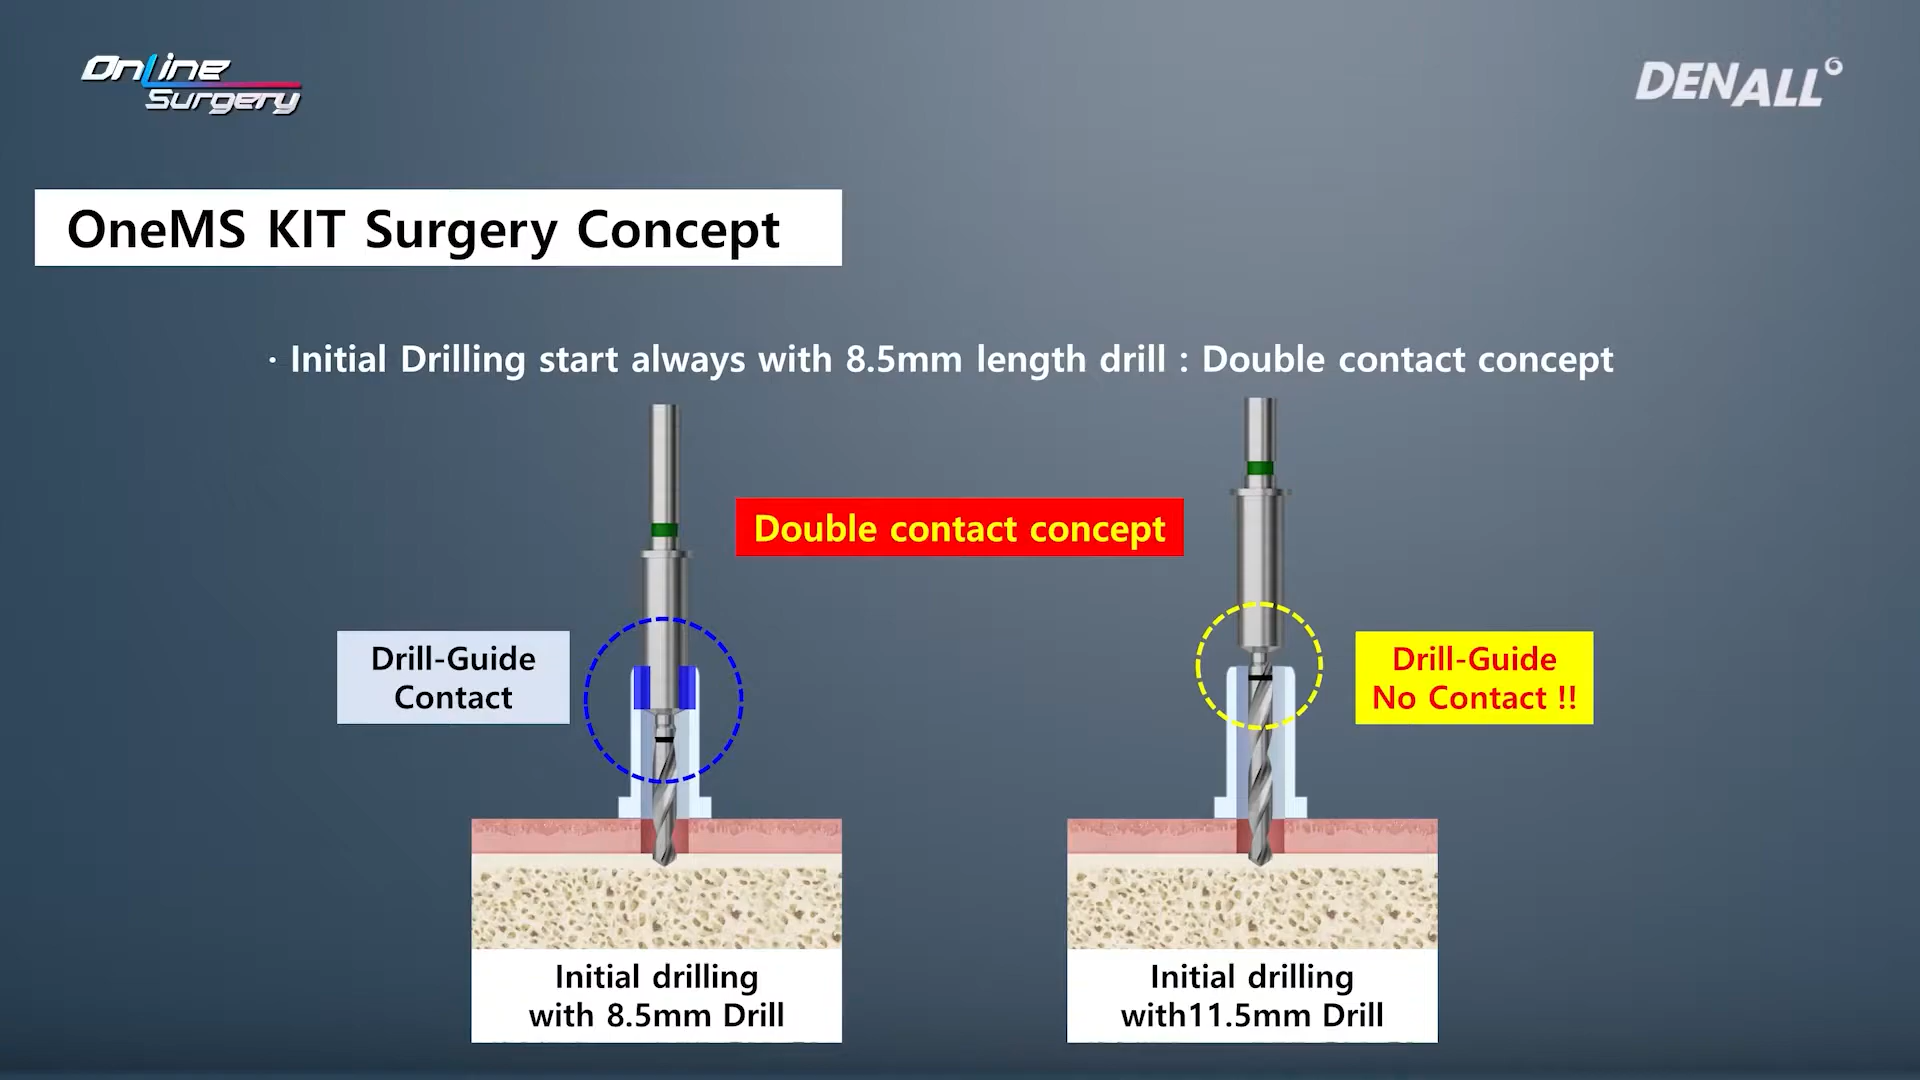 OnLine
Surgery
DENALL
OneMS KIT Surgery Concept
· Initial Drilling start always with 8.5mm length drill : Double contact concept
Double contact concept
Drill-Guide
Contact
Drill-Guide
No Contact !!
Initial drilling
with 8.5mm Drill
Initial drilling
with11.5mm Drill